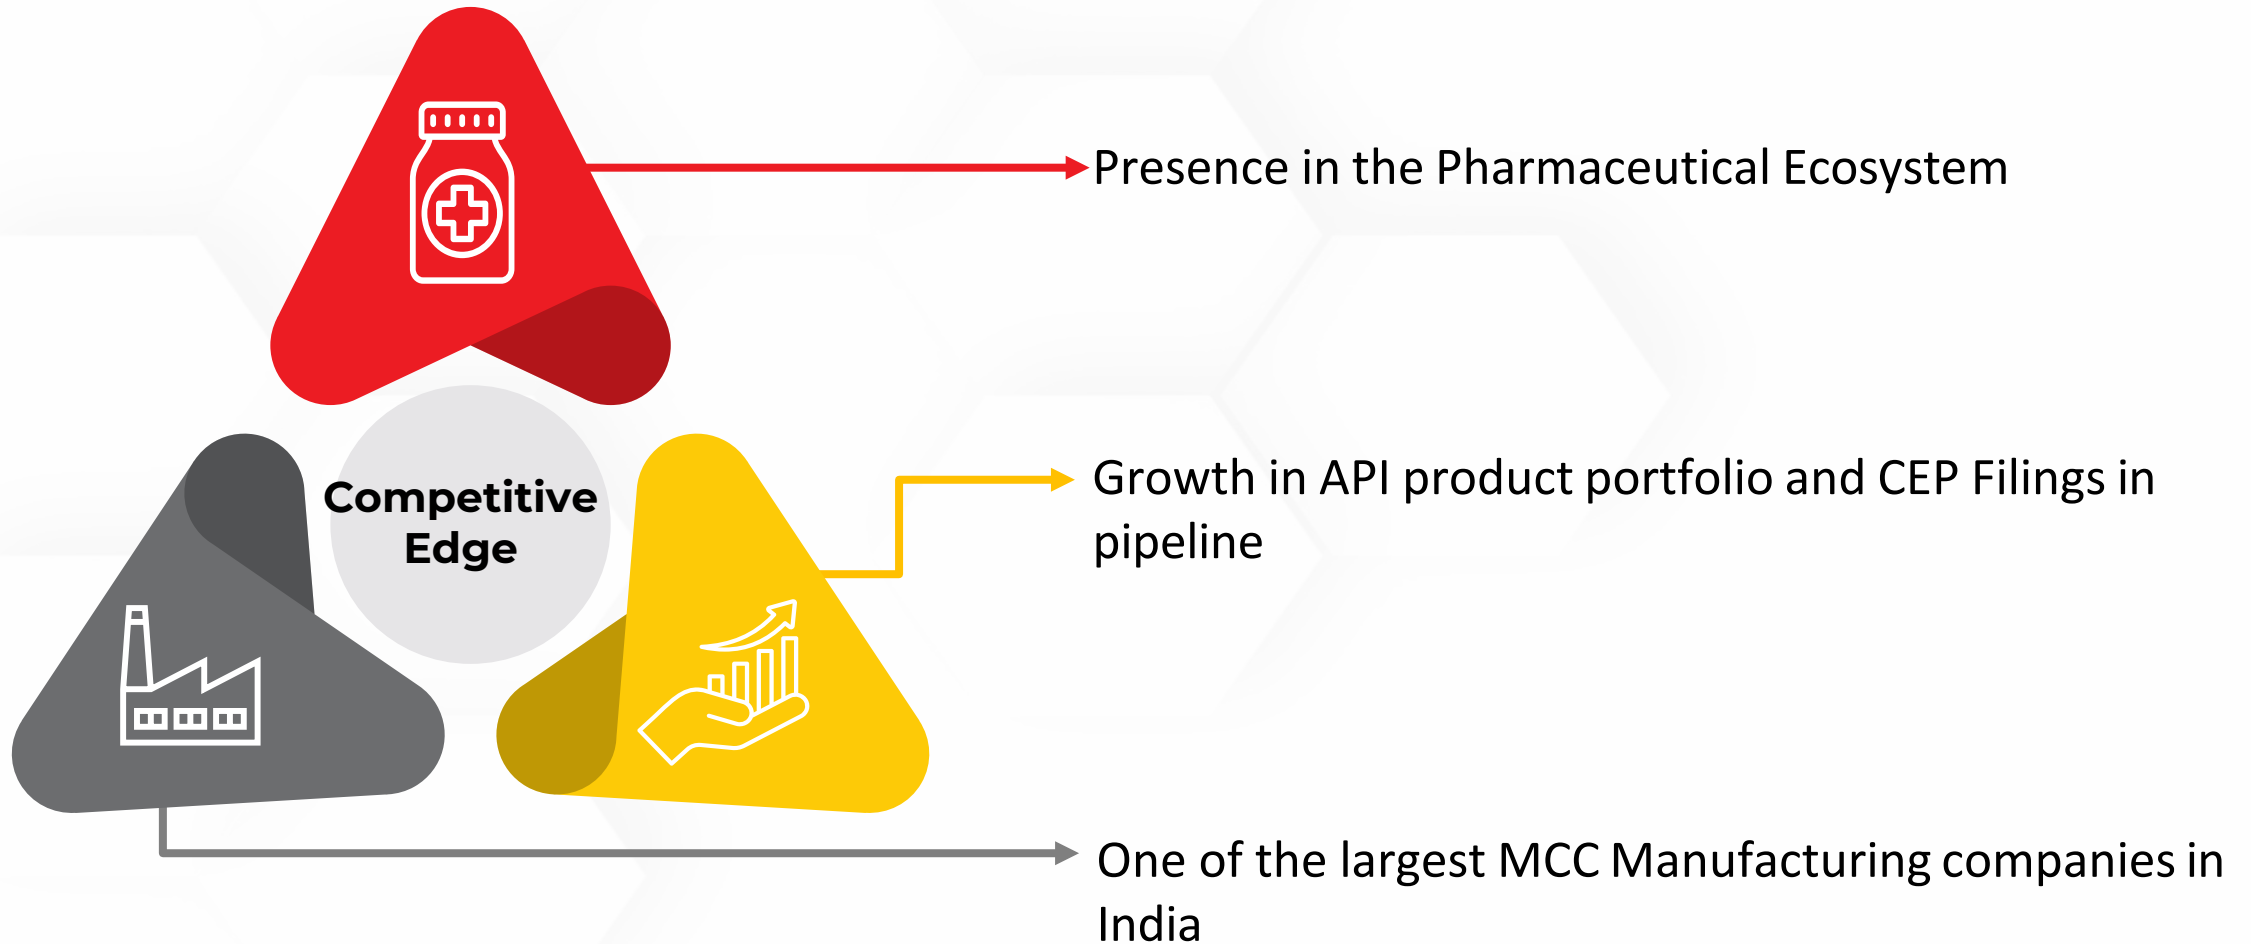 Presence in the Pharmaceutical Ecosystem
Competitive
Edge
Growth in API product portfolio and CEP Filings in
pipeline
One of the largest MCC Manufacturing companies in
India